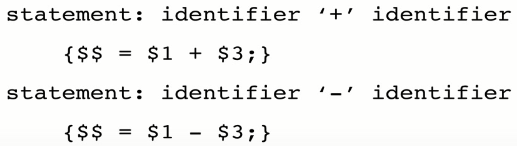 statement: identifier ‘+’ identifier
{$$ = $1 + $3;}
statement: identifier ‘-’ identifier
{$$ = $1 - $3;}